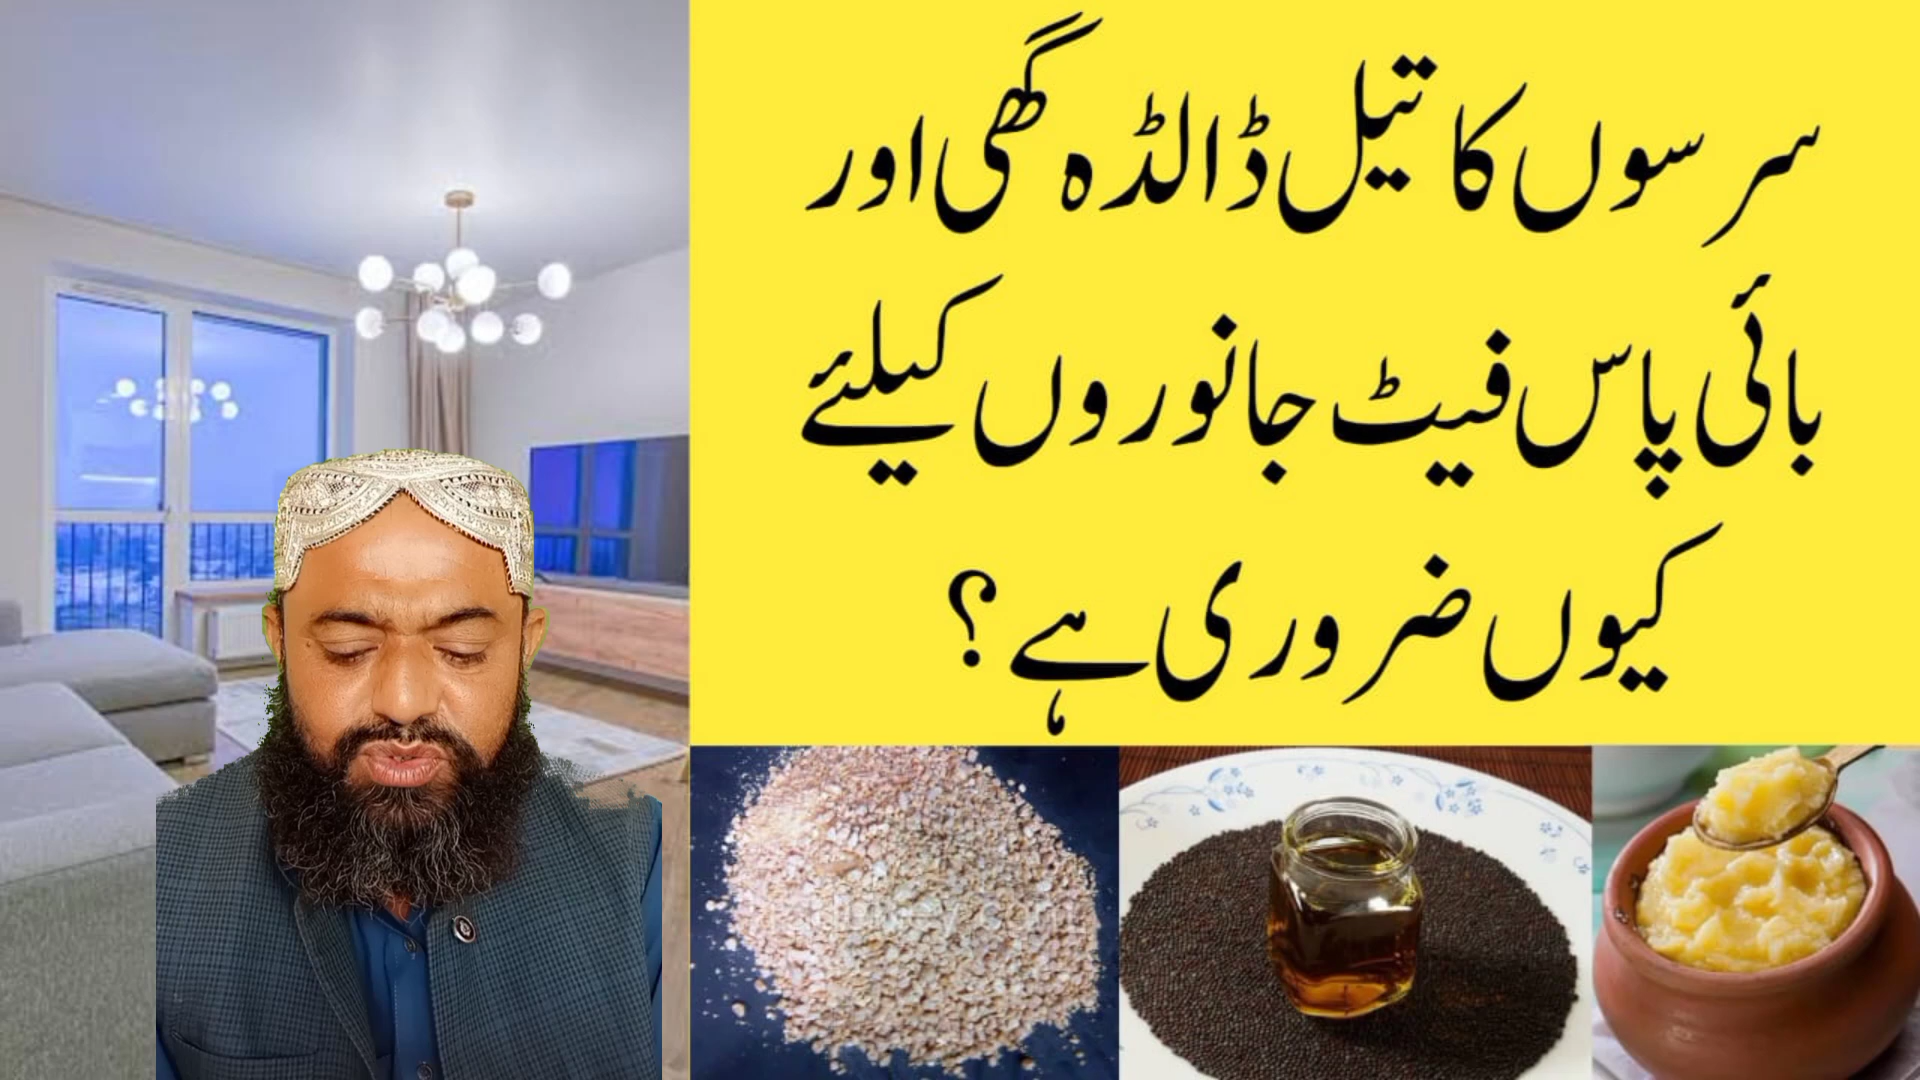 سرسوں کا تیل ڈالڈہ گھی اور
بائی پاس فیٹ جانوروں کیلئے
کیوں ضروری ہے؟